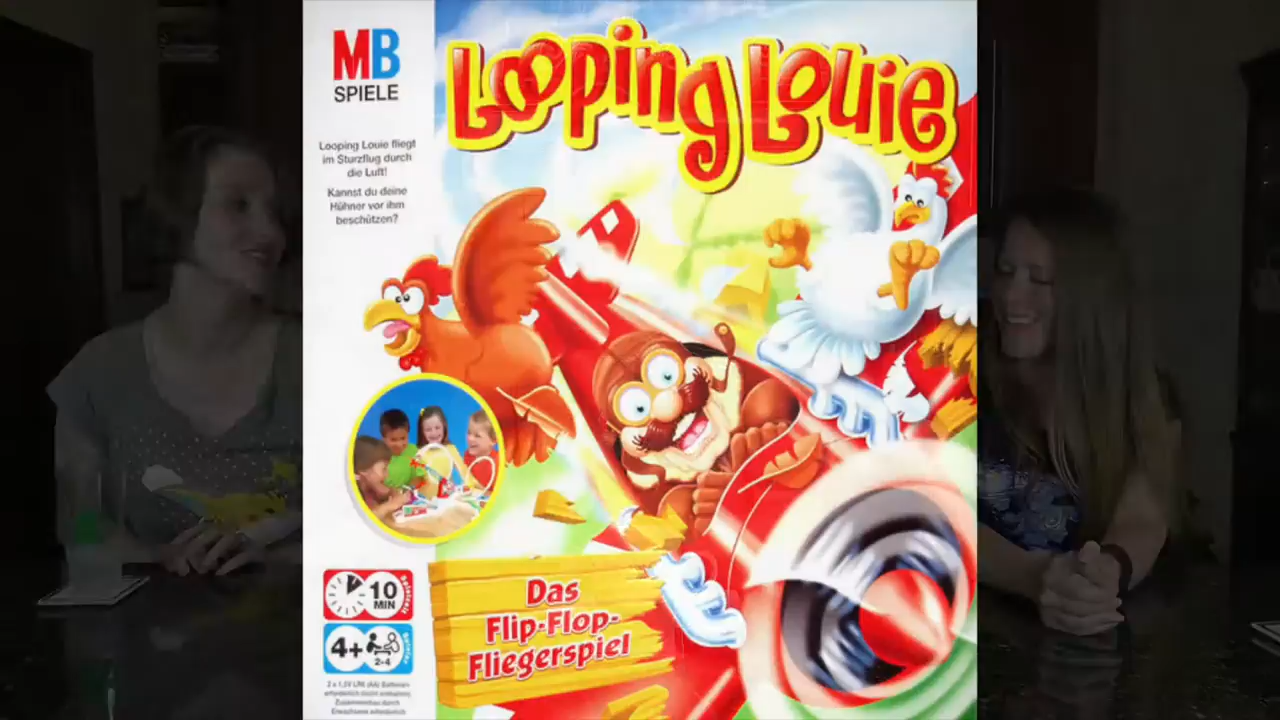 MB
SPIELE
Looping Louie
Looping Louie fliegt
im Sturzflug durch
die Luft!
Kannst du deine
Hühner vor ihm
beschützen?
MB
10
MIN
4+
2-4
Das
Flip-Flop-
Fliegerspiel